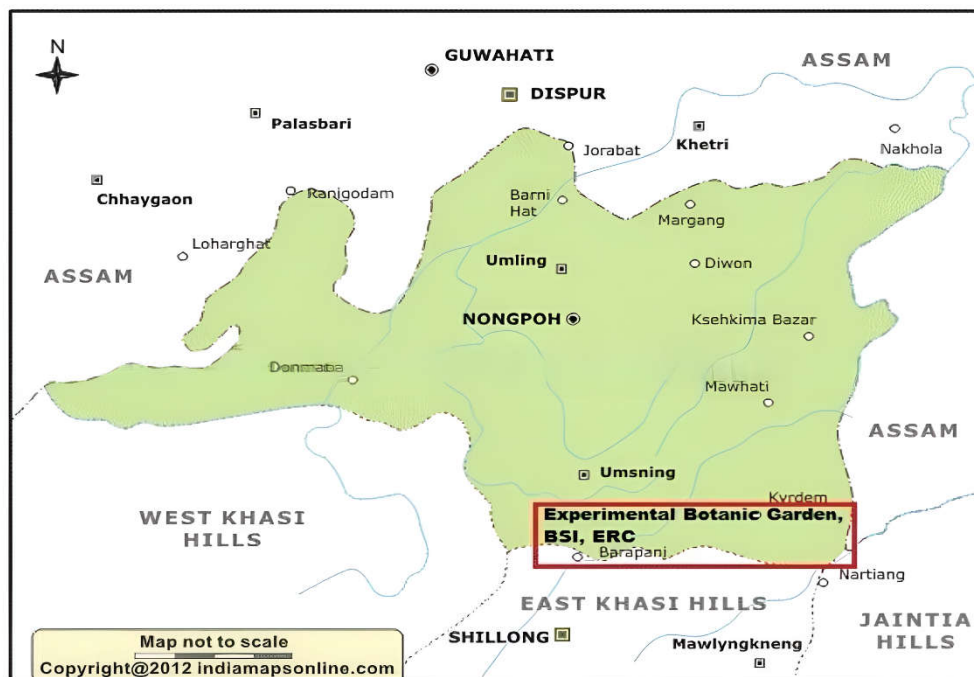 N
GUWAHATI
ASSAM
DISPUR
Palasbari
Khetri
Nakhola
Jorabat
Chhaygaon
Ranigodam
Barni
Hat
Margang
Loharghat
ASSAM
Umling
Diwon
NONGPOH
Ksehkima Bazar
Mawhati
ASSAM
Umsning
Kyrdem
Experimental Botanic Garden,
BSI, ERC
WEST KHASI
HILLS
Barapani
Nartiang
EAST KHASI HILLS
JAINTIA
HILLS
SHILLONG
Mawlyngkneng
Map not to scale
Copyright@2012 indiamapsonline.com